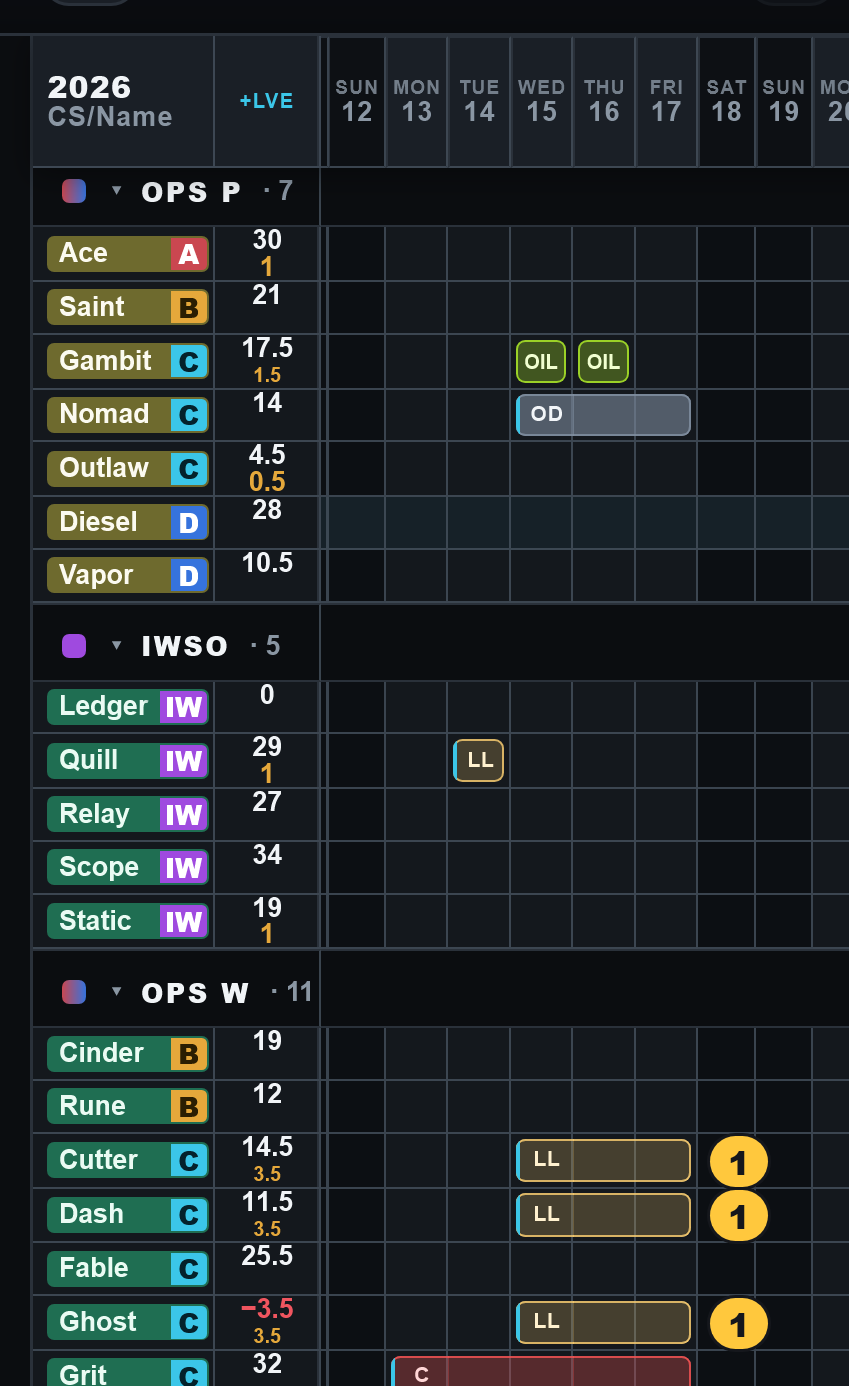 2026
CS/Name
+LVE
SUN 12
MON 13
TUE 14
WED 15
THU 16
FRI 17
SAT 18
SUN 19
▼ OPS P · 7
Ace A 30
1
Saint B 21
Gambit C 17.5 OIL OIL
1.5
Nomad C 14 OD
Outlaw C 4.5
0.5
Diesel D 28
Vapor D 10.5
▼ IWSO · 5
Ledger IW 0
Quill IW 29 LL
1
Relay IW 27
Scope IW 34
Static IW 19
1
▼ OPS W · 11
Cinder B 19
Rune B 12
Cutter C 14.5 LL 1
3.5
Dash C 11.5 LL 1
3.5
Fable C 25.5
Ghost C −3.5 LL 1
3.5
Grit C 32 C